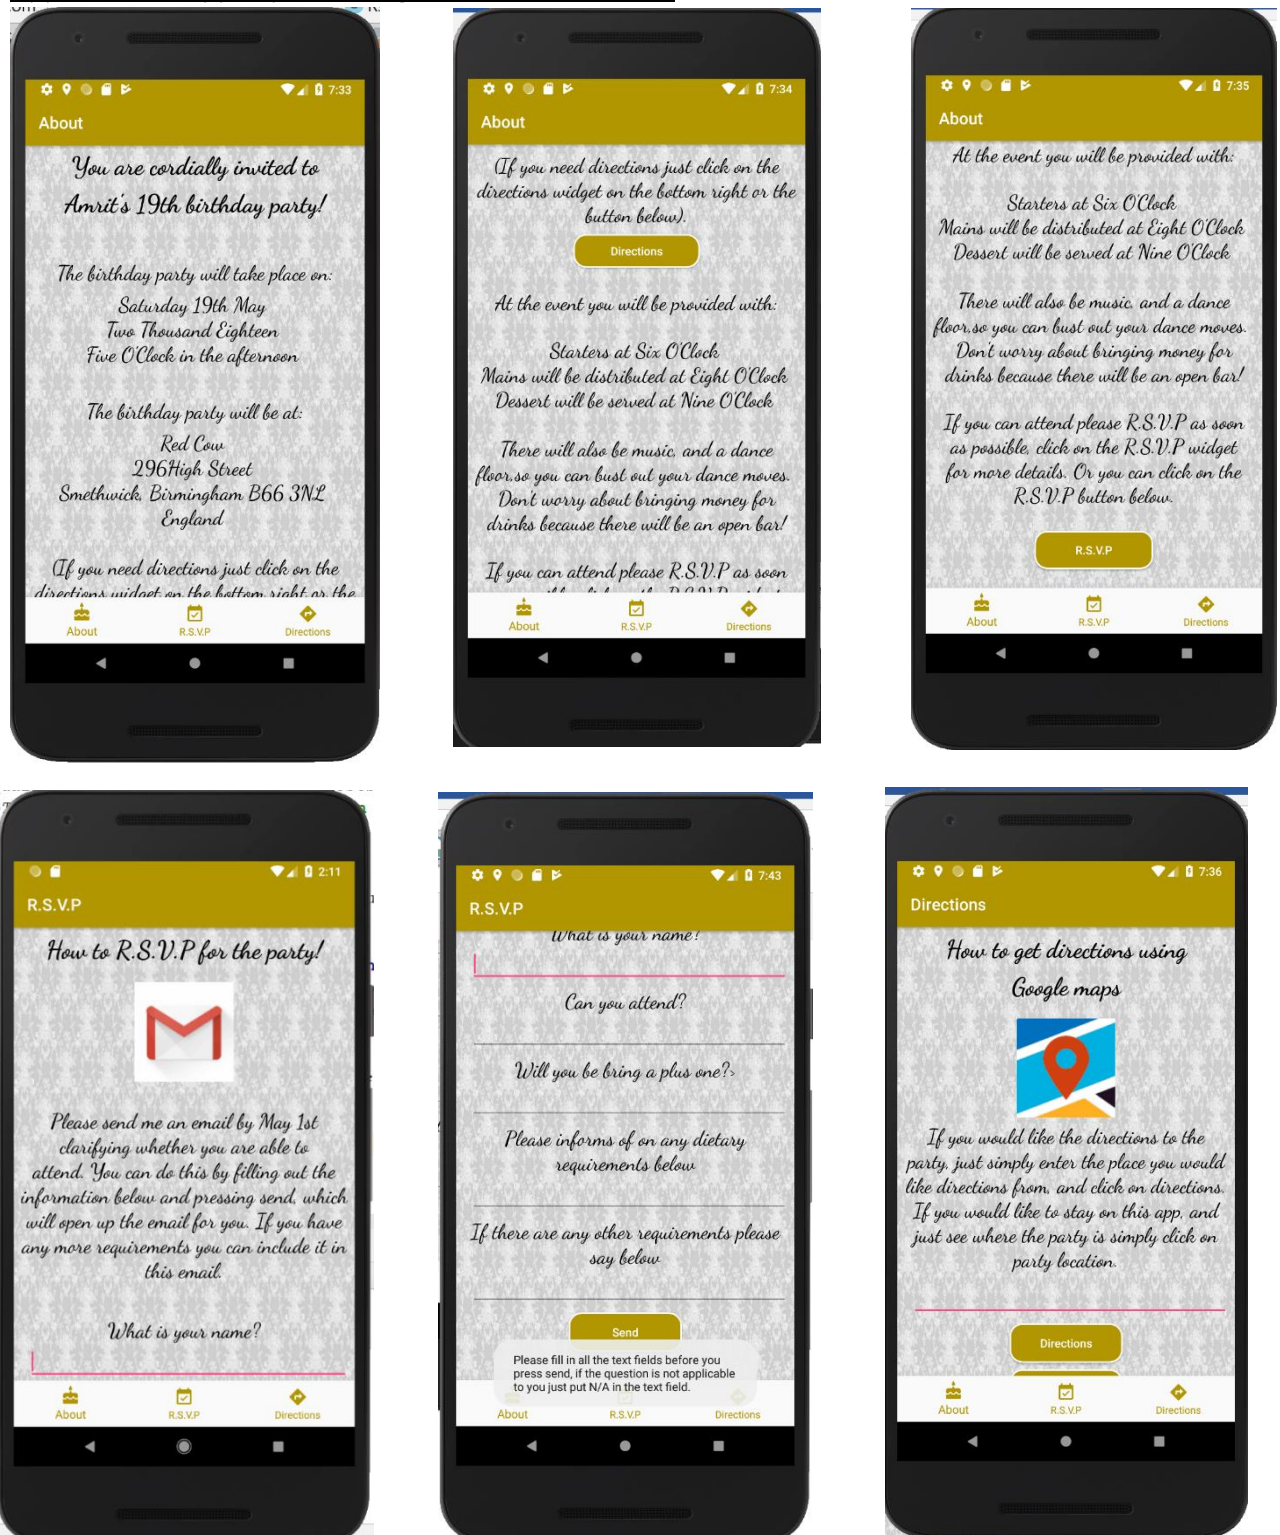 7:33
About
You are cordially invited to
Amrit's 19th birthday party!
The birthday party will take place on:
Saturday 19th May
Two Thousand Eighteen
Five O'Clock in the afternoon
The birthday party will be at:
Red Cow
296High Street
Smethwick, Birmingham B66 3NL
England
(If you need directions just click on the
directions widget on the bottom right or the
About
R.S.V.P
Directions
7:34
About
(If you need directions just click on the
directions widget on the bottom right or the
button below).
Directions
At the event you will be provided with:
Starters at Six O'Clock
Mains will be distributed at Eight O'Clock
Dessert will be served at Nine O'Clock
There will also be music, and a dance
floor,so you can bust out your dance moves.
Don't worry about bringing money for
drinks because there will be an open bar!
If you can attend please R.S.V.P as soon
About
R.S.V.P
Directions
7:35
About
At the event you will be provided with:
Starters at Six O'Clock
Mains will be distributed at Eight O'Clock
Dessert will be served at Nine O'Clock
There will also be music, and a dance
floor,so you can bust out your dance moves.
Don't worry about bringing money for
drinks because there will be an open bar!
If you can attend please R.S.V.P as soon
as possible, click on the R.S.V.P widget
for more details. Or you can click on the
R.S.V.P button below.
R.S.V.P
About
R.S.V.P
Directions
2:11
R.S.V.P
How to R.S.V.P for the party!
Please send me an email by May 1st
clarifying whether you are able to
attend. You can do this by filling out the
information below and pressing send, which
will open up the email for you. If you have
any more requirements you can include it in
this email.
What is your name?
About
R.S.V.P
Directions
7:43
R.S.V.P
What is your name?
Can you attend?
Will you be bring a plus one?>
Please informs of on any dietary
requirements below
If there are any other requirements please
say below
Send
Please fill in all the text fields before you
press send, if the question is not applicable
to you just put N/A in the text field.
About
R.S.V.P
Directions
7:36
Directions
How to get directions using
Google maps
If you would like the directions to the
party, just simply enter the place you would
like directions from, and click on directions.
If you would like to stay on this app, and
just see where the party is simply click on
party location.
Directions
About
R.S.V.P
Directions